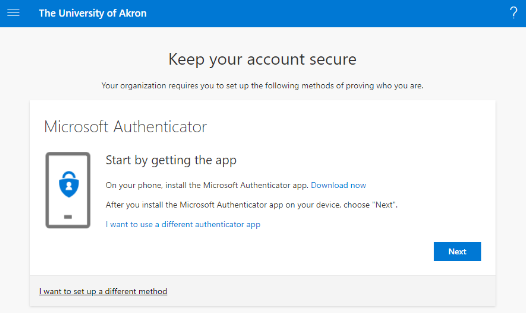 The University of Akron
?
Keep your account secure
Your organization requires you to set up the following methods of proving who you are.
Microsoft Authenticator
Start by getting the app
On your phone, install the Microsoft Authenticator app. Download now
After you install the Microsoft Authenticator app on your device, choose "Next".
I want to use a different authenticator app
Next
I want to set up a different method